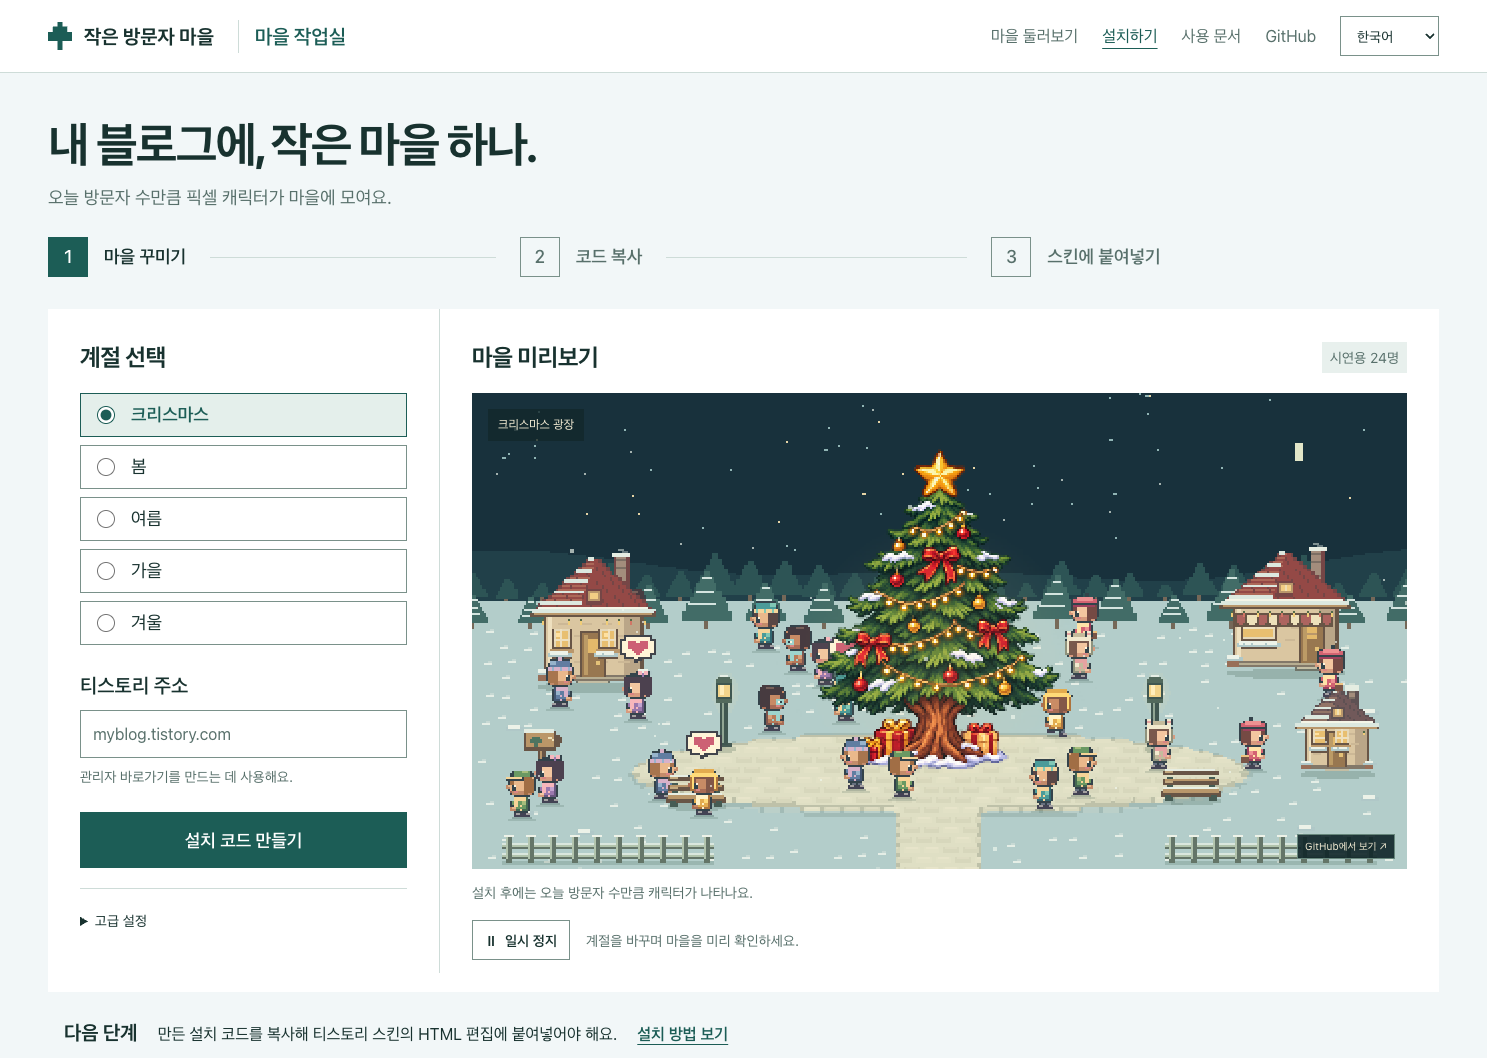 작은 방문자 마을
마을 작업실
마을 둘러보기
설치하기
사용 문서
GitHub
한국어
내 블로그에, 작은 마을 하나.
오늘 방문자 수만큼 픽셀 캐릭터가 마을에 모여요.
1 마을 꾸미기
2 코드 복사
3 스킨에 붙여넣기
계절 선택
크리스마스
봄
여름
가을
겨울
티스토리 주소
myblog.tistory.com
관리자 바로가기를 만드는 데 사용해요.
설치 코드 만들기
▶ 고급 설정
마을 미리보기
시연용 24명
크리스마스 광장
GitHub에서 보기 ↗
설치 후에는 오늘 방문자 수만큼 캐릭터가 나타나요.
일시 정지
계절을 바꾸며 마을을 미리 확인하세요.
다음 단계
만든 설치 코드를 복사해 티스토리 스킨의 HTML 편집에 붙여넣어야 해요.
설치 방법 보기